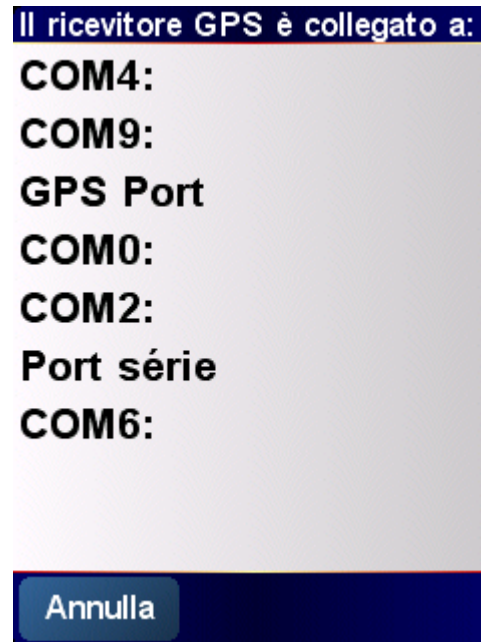 Il ricevitore GPS è collegato a:
COM4:
COM9:
GPS Port
COM0:
COM2:
Port série
COM6:
Annulla